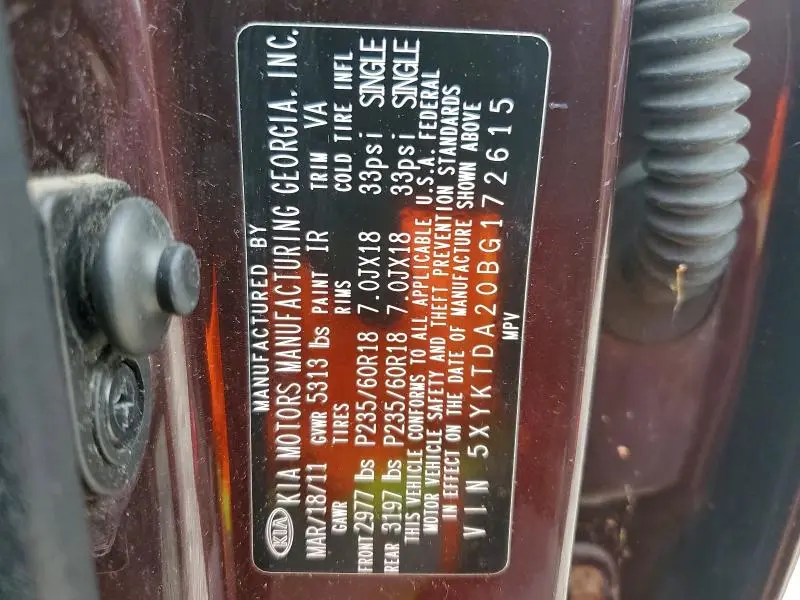 MANUFACTURED BY
KIA KIA MOTORS MANUFACTURING GEORGIA, INC.
MAR/18/11 GVWR 5313 lbs PAINT IR TRIM VA
GAWR TIRES RIMS COLD TIRE INFL
FRONT 2977 lbs P235/60R18 7.0JX18 33psi SINGLE
REAR 3197 lbs P235/60R18 7.0JX18 33psi SINGLE
THIS VEHICLE CONFORMS TO ALL APPLICABLE U.S.A. FEDERAL
MOTOR VEHICLE SAFETY AND THEFT PREVENTION STANDARDS
IN EFFECT ON THE DATE OF MANUFACTURE SHOWN ABOVE
VIN 5XYKTDA20BG172615
MPV